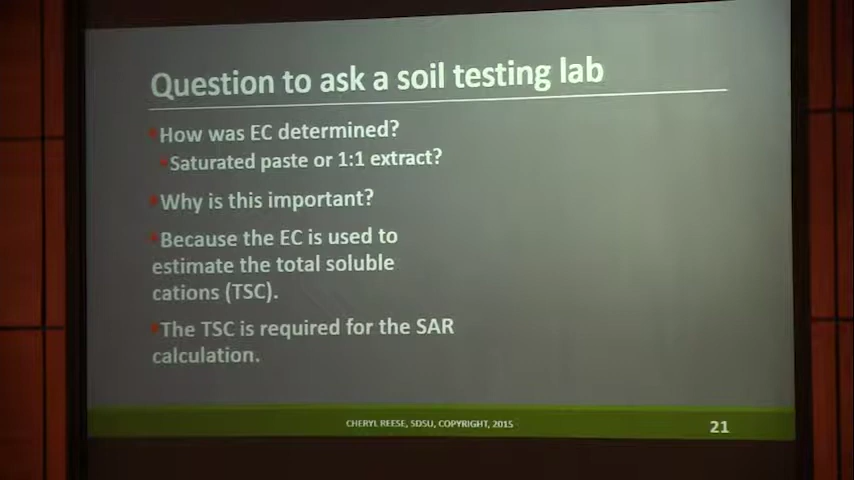 Question to ask a soil testing lab
How was EC determined?
Saturated paste or 1:1 extract?
Why is this important?
Because the EC is used to
estimate the total soluble
cations (TSC).
The TSC is required for the SAR
calculation.
CHERYL REESE, SDSU, COPYRIGHT, 2015
21